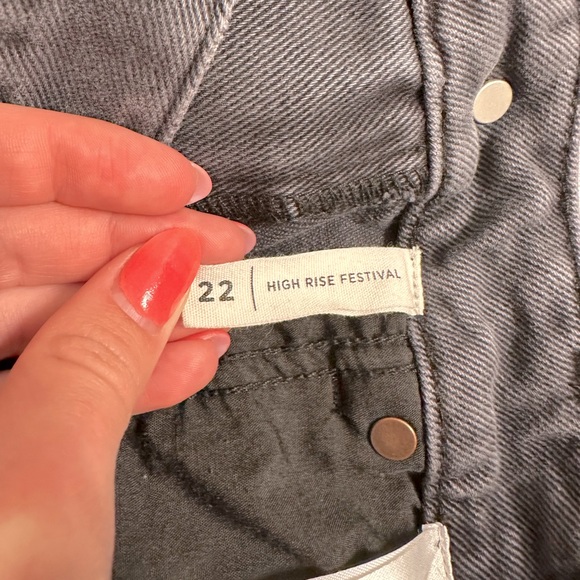 22 | HIGH RISE FESTIVAL